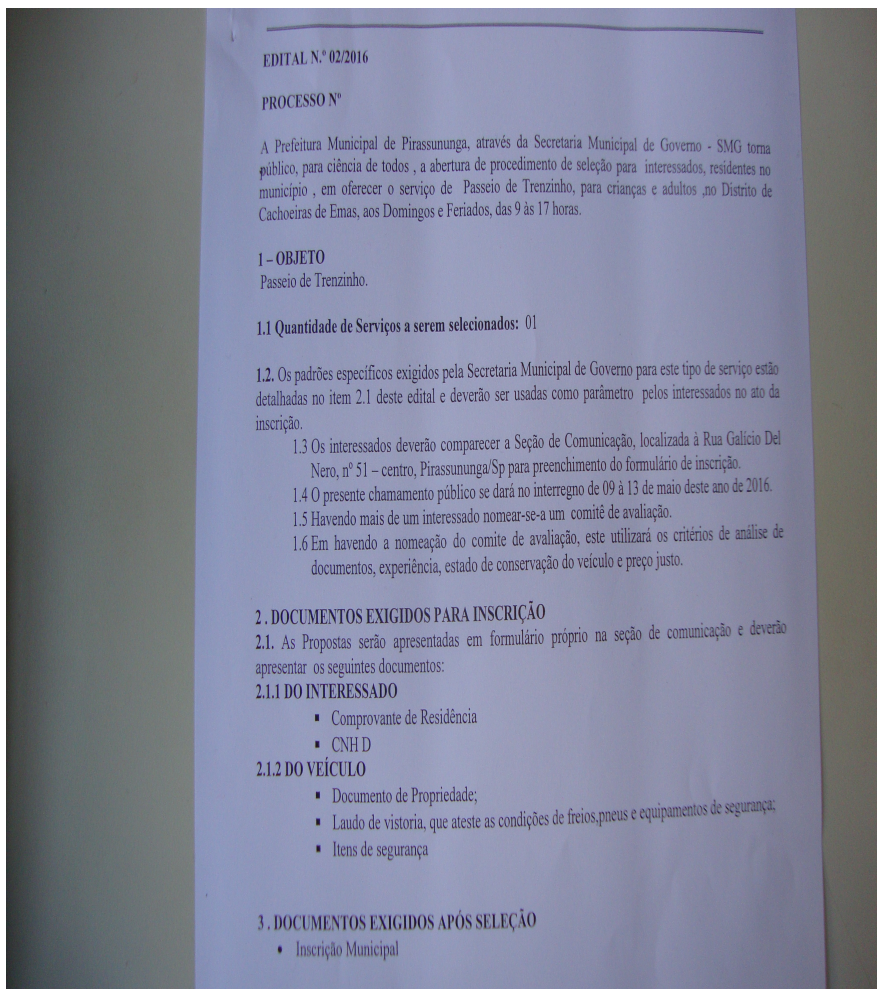 EDITAL N.º 02/2016
PROCESSO Nº
A Prefeitura Municipal de Pirassununga, através da Secretaria Municipal de Governo - SMG torna
público, para ciência de todos , a abertura de procedimento de seleção para interessados, residentes no
município , em oferecer o serviço de Passeio de Trenzinho, para crianças e adultos ,no Distrito de
Cachoeiras de Emas, aos Domingos e Feriados, das 9 às 17 horas.
1 – OBJETO
Passeio de Trenzinho.
1.1 Quantidade de Serviços a serem selecionados: 01
1.2. Os padrões específicos exigidos pela Secretaria Municipal de Governo para este tipo de serviço estão
detalhadas no item 2.1 deste edital e deverão ser usadas como parâmetro pelos interessados no ato da
inscrição.
1.3 Os interessados deverão comparecer a Seção de Comunicação, localizada à Rua Galício Del
Nero, nº 51 – centro, Pirassununga/Sp para preenchimento do formulário de inscrição.
1.4 O presente chamamento público se dará no interregno de 09 à 13 de maio deste ano de 2016.
1.5 Havendo mais de um interessado nomear-se-a um comitê de avaliação.
1.6 Em havendo a nomeação do comite de avaliação, este utilizará os critérios de análise de
documentos, experiência, estado de conservação do veículo e preço justo.
2 . DOCUMENTOS EXIGIDOS PARA INSCRIÇÃO
2.1. As Propostas serão apresentadas em formulário próprio na seção de comunicação e deverão
apresentar os seguintes documentos:
2.1.1 DO INTERESSADO
▪ Comprovante de Residência
▪ CNH D
2.1.2 DO VEÍCULO
▪ Documento de Propriedade;
▪ Laudo de vistoria, que ateste as condições de freios,pneus e equipamentos de segurança;
▪ Itens de segurança
3 . DOCUMENTOS EXIGIDOS APÓS SELEÇÃO
• Inscrição Municipal